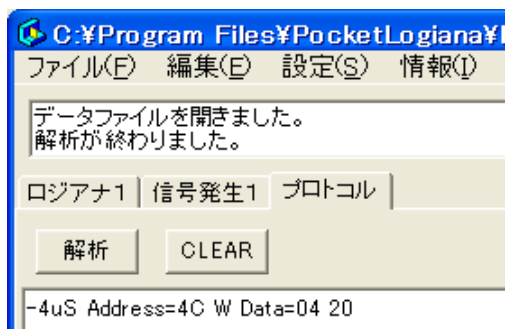 C:¥Program Files¥PocketLogiana¥
ファイル(F) 編集(E) 設定(S) 情報(I)
データファイルを開きました。
解析が終わりました。
ロジアナ1 信号発生1 プロトコル
解析 CLEAR
-4uS Address=4C W Data=04 20